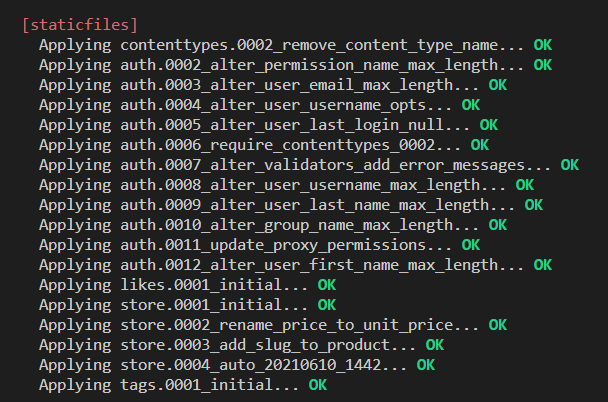 [staticfiles]
Applying contenttypes.0002_remove_content_type_name... OK
Applying auth.0002_alter_permission_name_max_length... OK
Applying auth.0003_alter_user_email_max_length... OK
Applying auth.0004_alter_user_username_opts... OK
Applying auth.0005_alter_user_last_login_null... OK
Applying auth.0006_require_contenttypes_0002... OK
Applying auth.0007_alter_validators_add_error_messages... OK
Applying auth.0008_alter_user_username_max_length... OK
Applying auth.0009_alter_user_last_name_max_length... OK
Applying auth.0010_alter_group_name_max_length... OK
Applying auth.0011_update_proxy_permissions... OK
Applying auth.0012_alter_user_first_name_max_length... OK
Applying likes.0001_initial... OK
Applying store.0001_initial... OK
Applying store.0002_rename_price_to_unit_price... OK
Applying store.0003_add_slug_to_product... OK
Applying store.0004_auto_20210610_1442... OK
Applying tags.0001_initial... OK